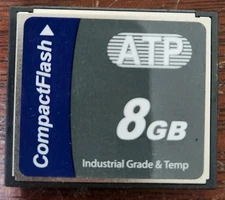 CompactFlash
ATP
8GB
Industrial Grade & Temp